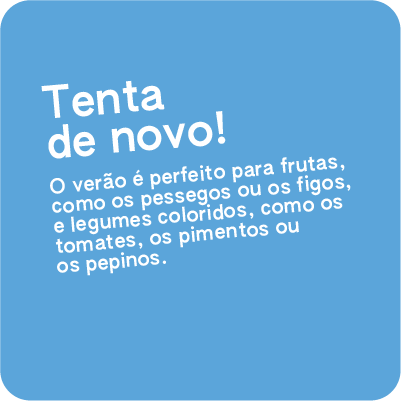 Tenta
de novo!
O verão é perfeito para frutas,
como os pessegos ou os figos,
e legumes coloridos, como os
tomates, os pimentos ou
os pepinos.